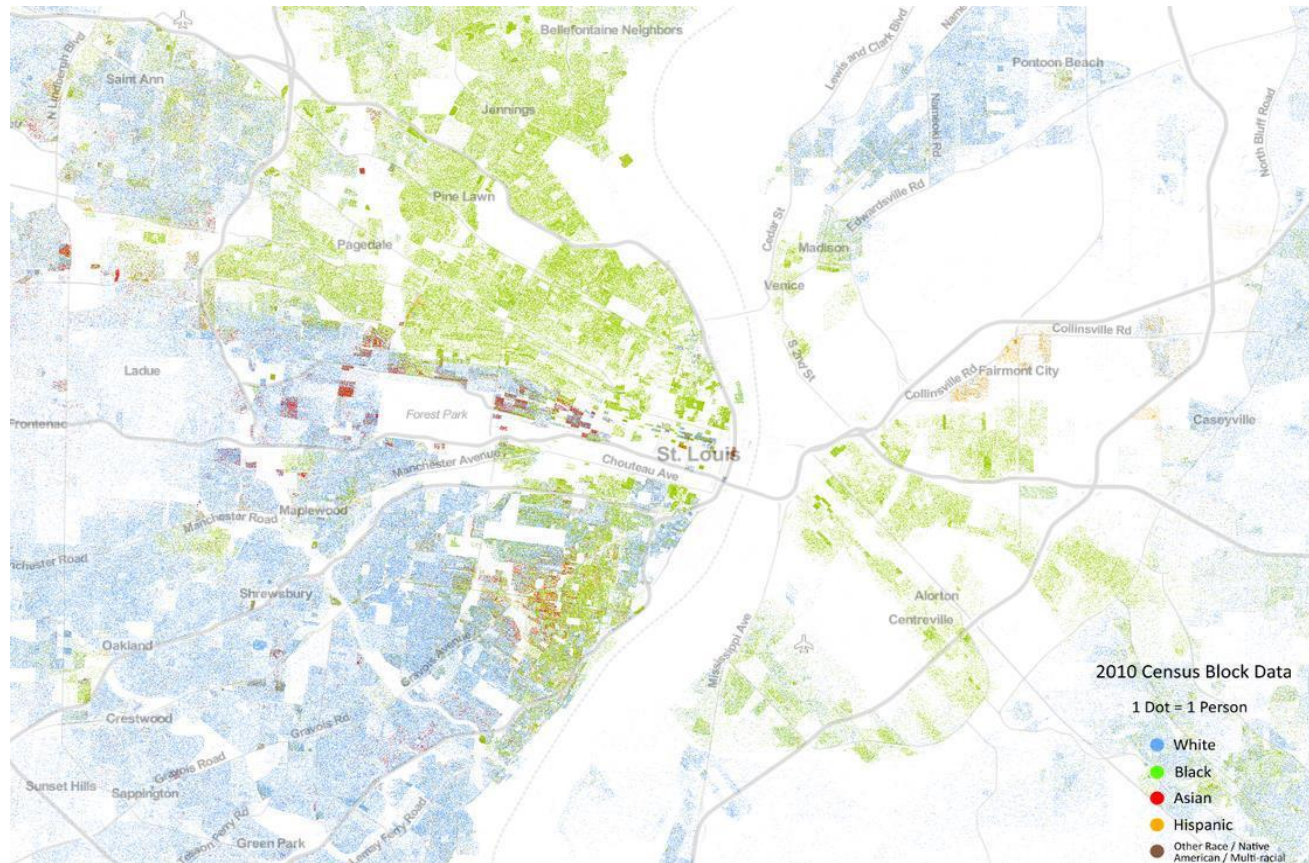 Bellefontaine Neighbors
N Lindbergh Blvd
Saint Ann
Jennings
Lewis and Clark Blvd
Name
Pontoon Beach
Nameoki Rd
North Bluff Road
Pine Lawn
Edwardsville Rd
Cedar St
Pagedale
Madison
Venice
S 2nd St
Collinsville Rd
Ladue
Fairmont City
Collinsville Rd
Forest Park
Frontenac
Caseyville
St. Louis
Manchester Avenue
Chouteau Ave
Maplewood
Manchester Road
nchester Road
Shrewsbury
Alorton
Centreville
Oakland
Gravois Avenue
Mississippi Ave
2010 Census Block Data
1 Dot = 1 Person
Crestwood
Gravois Rd
White
Gravois Road
Black
Sunset Hills
Sappington
Asian
Tesson Ferry Rd
Lemay Ferry Road
Hispanic
Green Park
Other Race / Native
American / Multi-racial